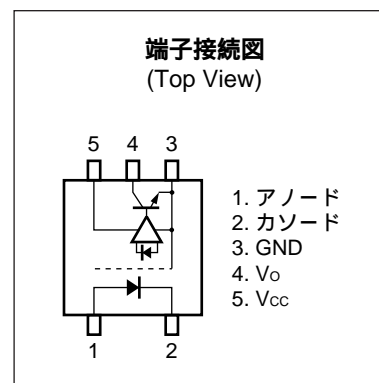 端子接続図
(Top View)
5 4 3
1. アノード
2. カソード
3. GND
4. Vo
5. Vcc
1 2